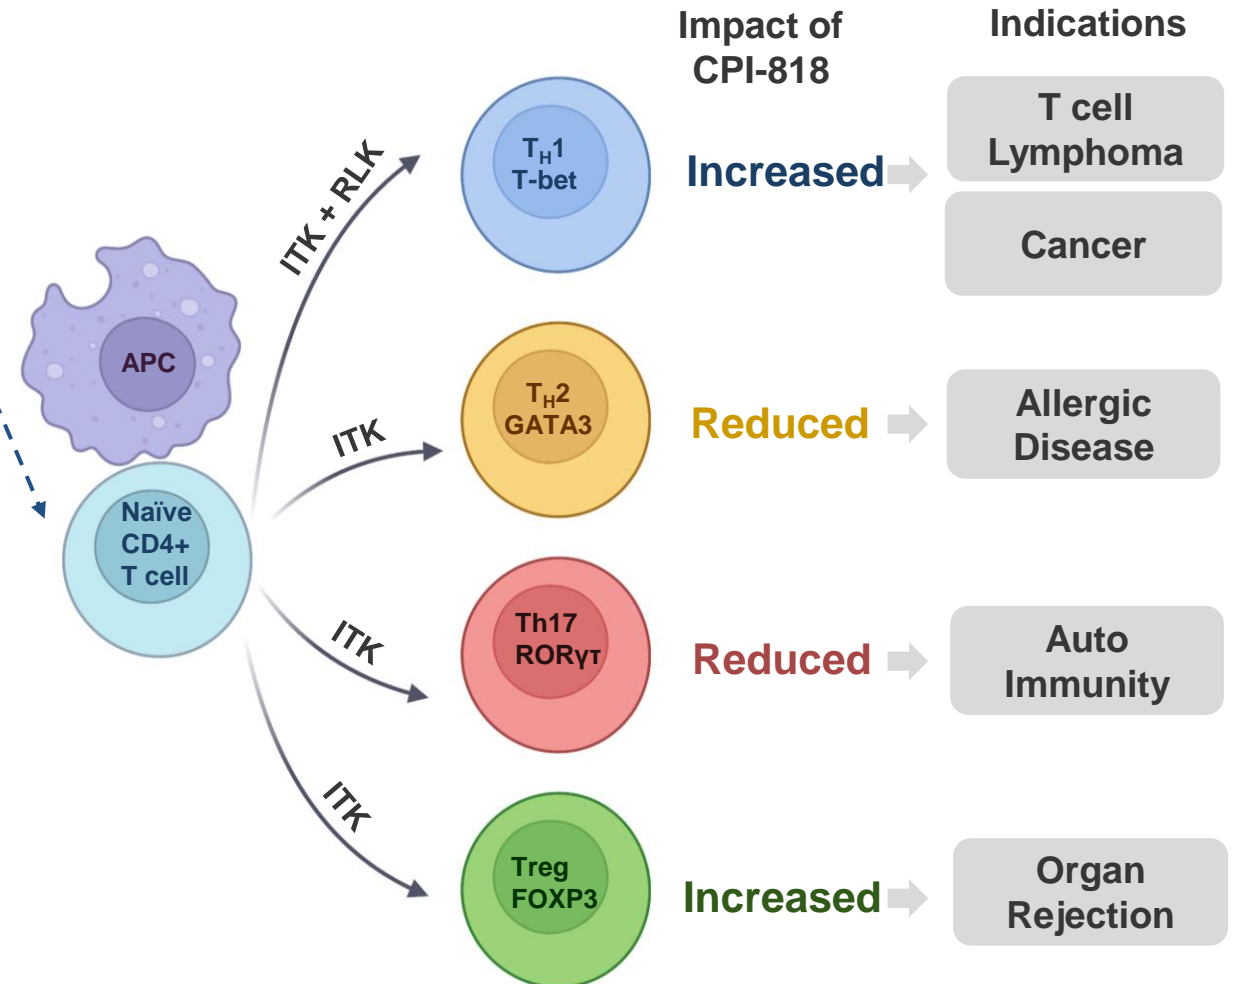 Impact of
CPI-818
Indications
ITK + RLK
TH1
T-bet
Increased
T cell
Lymphoma
Cancer
APC
ITK
TH2
GATA3
Reduced
Allergic
Disease
Naïve
CD4+
T cell
ITK
Th17
RORγτ
Reduced
Auto
Immunity
ITK
Treg
FOXP3
Increased
Organ
Rejection